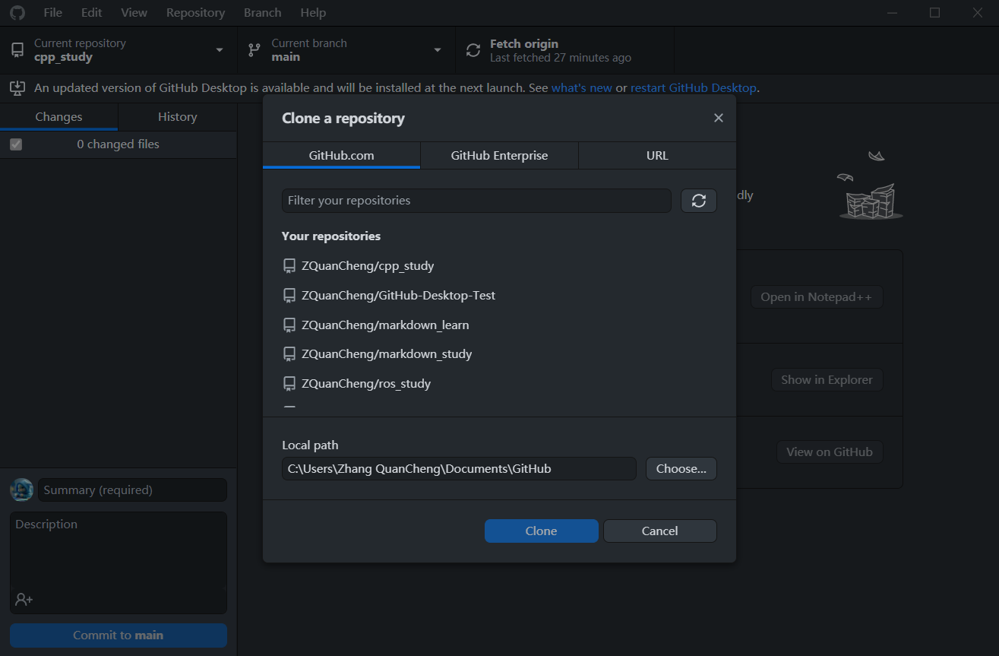 File Edit View Repository Branch Help
Current repository
cpp_study
Current branch
main
Fetch origin
Last fetched 27 minutes ago
An updated version of GitHub Desktop is available and will be installed at the next launch. See what's new or restart GitHub Desktop.
Changes History
0 changed files
Clone a repository
GitHub.com GitHub Enterprise URL
Filter your repositories
dly
Your repositories
ZQuanCheng/cpp_study
ZQuanCheng/GitHub-Desktop-Test
Open in Notepad++
ZQuanCheng/markdown_learn
ZQuanCheng/markdown_study
ZQuanCheng/ros_study
Show in Explorer
Local path
View on GitHub
C:\Users\Zhang QuanCheng\Documents\GitHub Choose...
Summary (required)
Description
Clone Cancel
Commit to main